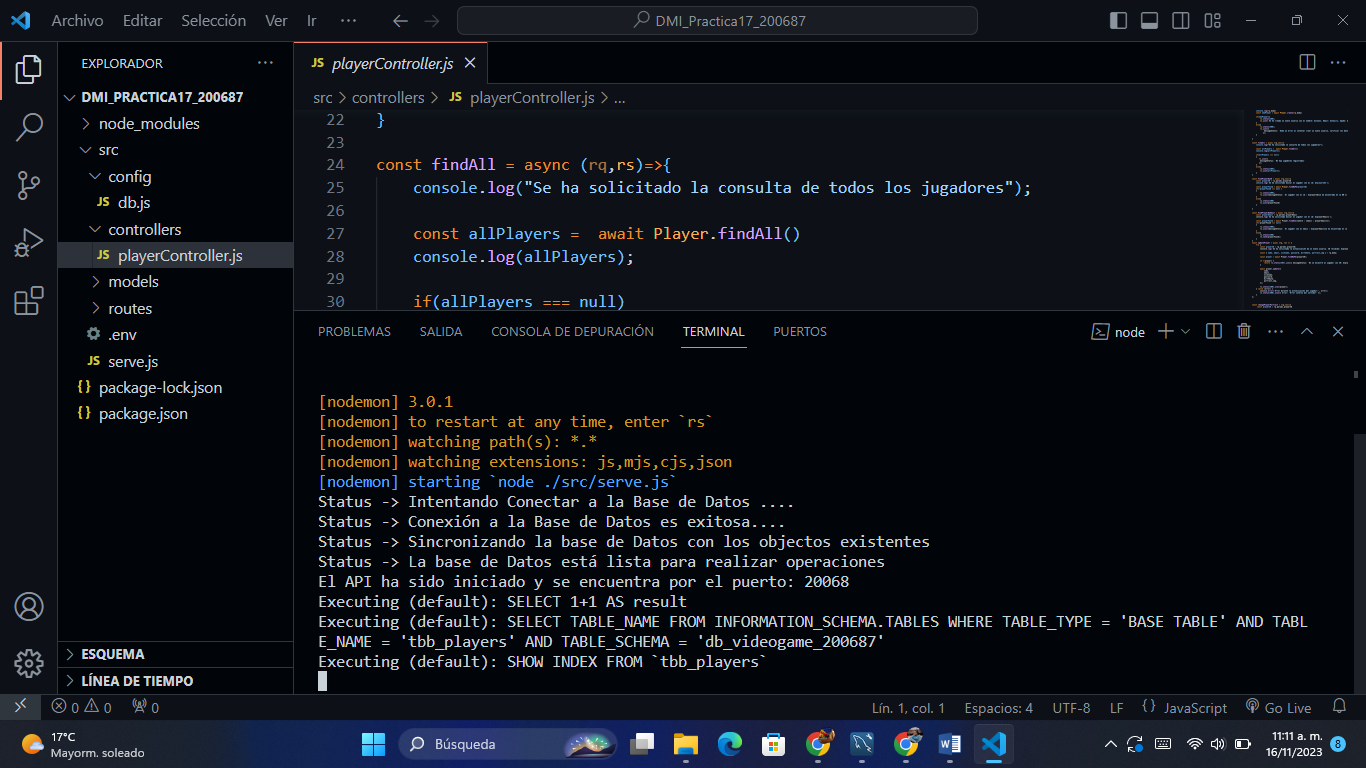 Archivo Editar Selección Ver Ir ···
DMI_Practica17_200687
EXPLORADOR
DMI_PRACTICA17_200687
node_modules
src
config
JS db.js
controllers
JS playerController.js
models
routes
.env
JS serve.js
{} package-lock.json
{} package.json
ESQUEMA
LÍNEA DE TIEMPO
JS playerController.js
src > controllers > JS playerController.js > ...
22 }
23
24 const findAll = async (rq,rs)=>{
25 console.log("Se ha solicitado la consulta de todos los jugadores");
26
27 const allPlayers =  await Player.findAll()
28 console.log(allPlayers);
29
30 if(allPlayers === null)
PROBLEMAS SALIDA CONSOLA DE DEPURACIÓN TERMINAL PUERTOS
node
[nodemon] 3.0.1
[nodemon] to restart at any time, enter `rs`
[nodemon] watching path(s): *.*
[nodemon] watching extensions: js,mjs,cjs,json
[nodemon] starting `node ./src/serve.js`
Status -> Intentando Conectar a la Base de Datos ....
Status -> Conexión a la Base de Datos es exitosa....
Status -> Sincronizando la base de Datos con los objectos existentes
Status -> La base de Datos está lista para realizar operaciones
El API ha sido iniciado y se encuentra por el puerto: 20068
Executing (default): SELECT 1+1 AS result
Executing (default): SELECT TABLE_NAME FROM INFORMATION_SCHEMA.TABLES WHERE TABLE_TYPE = 'BASE TABLE' AND TABL
E_NAME = 'tbb_players' AND TABLE_SCHEMA = 'db_videogame_200687'
Executing (default): SHOW INDEX FROM `tbb_players`
0 0 0
Lín. 1, col. 1 Espacios: 4 UTF-8 LF {} JavaScript Go Live
17°C
Mayorm. soleado
Búsqueda
11:11 a. m.
16/11/2023
8